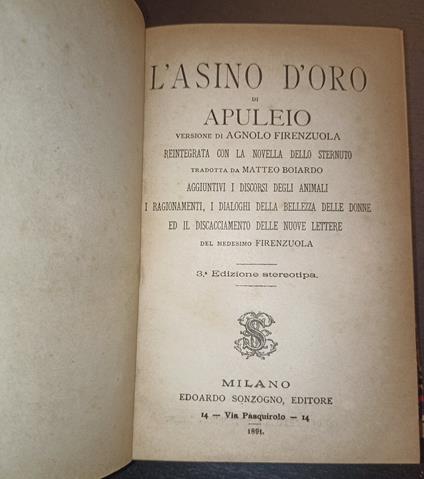 L'ASINO D'ORO
DI
APULEIO
VERSIONE DI AGNOLO FIRENZUOLA
REINTEGRATA CON LA NOVELLA DELLO STERNUTO
TRADOTTA DA MATTEO BOIARDO
AGGIUNTIVI I DISCORSI DEGLI ANIMALI
I RAGIONAMENTI, I DIALOGHI DELLA BELLEZZA DELLE DONNE
ED IL DISCACCIAMENTO DELLE NUOVE LETTERE
DEL MEDESIMO FIRENZUOLA
3.ª Edizione stereotipa.
MILANO
EDOARDO SONZOGNO, EDITORE
14 — Via Pasquirolo — 14
1891.